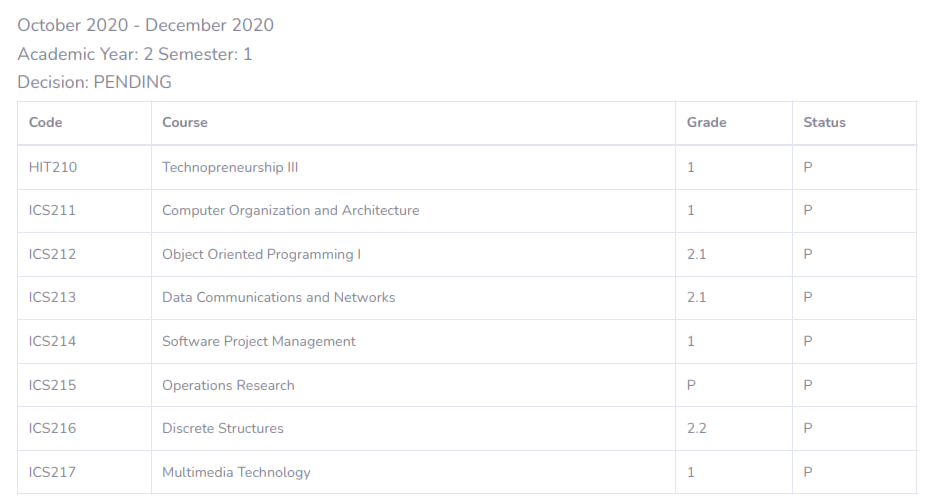 October 2020 - December 2020
Academic Year: 2 Semester: 1
Decision: PENDING
Code Course Grade Status
HIT210 Technopreneurship III 1 P
ICS211 Computer Organization and Architecture 1 P
ICS212 Object Oriented Programming I 2.1 P
ICS213 Data Communications and Networks 2.1 P
ICS214 Software Project Management 1 P
ICS215 Operations Research P P
ICS216 Discrete Structures 2.2 P
ICS217 Multimedia Technology 1 P